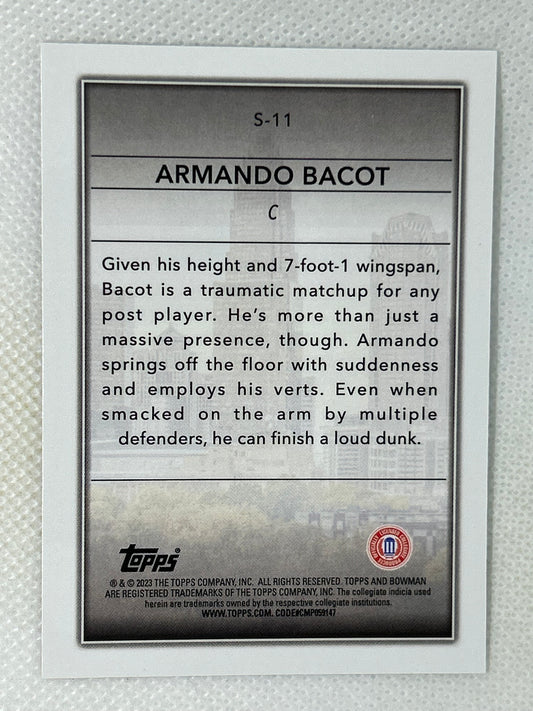 S-11
ARMANDO BACOT
C
Given his height and 7-foot-1 wingspan,
Bacot is a traumatic matchup for any
post player. He's more than just a
massive presence, though. Armando
springs off the floor with suddenness
and employs his verts. Even when
smacked on the arm by multiple
defenders, he can finish a loud dunk.
TOPPS®
OFFICIALLY LICENSED COLLEGIATE PRODUCTS
® & © 2023 THE TOPPS COMPANY, INC. ALL RIGHTS RESERVED. TOPPS AND BOWMAN
ARE REGISTERED TRADEMARKS OF THE TOPPS COMPANY, INC. The collegiate indicia used
herein are trademarks owned by the respective collegiate institutions.
WWW.TOPPS.COM. CODE#CMP059147